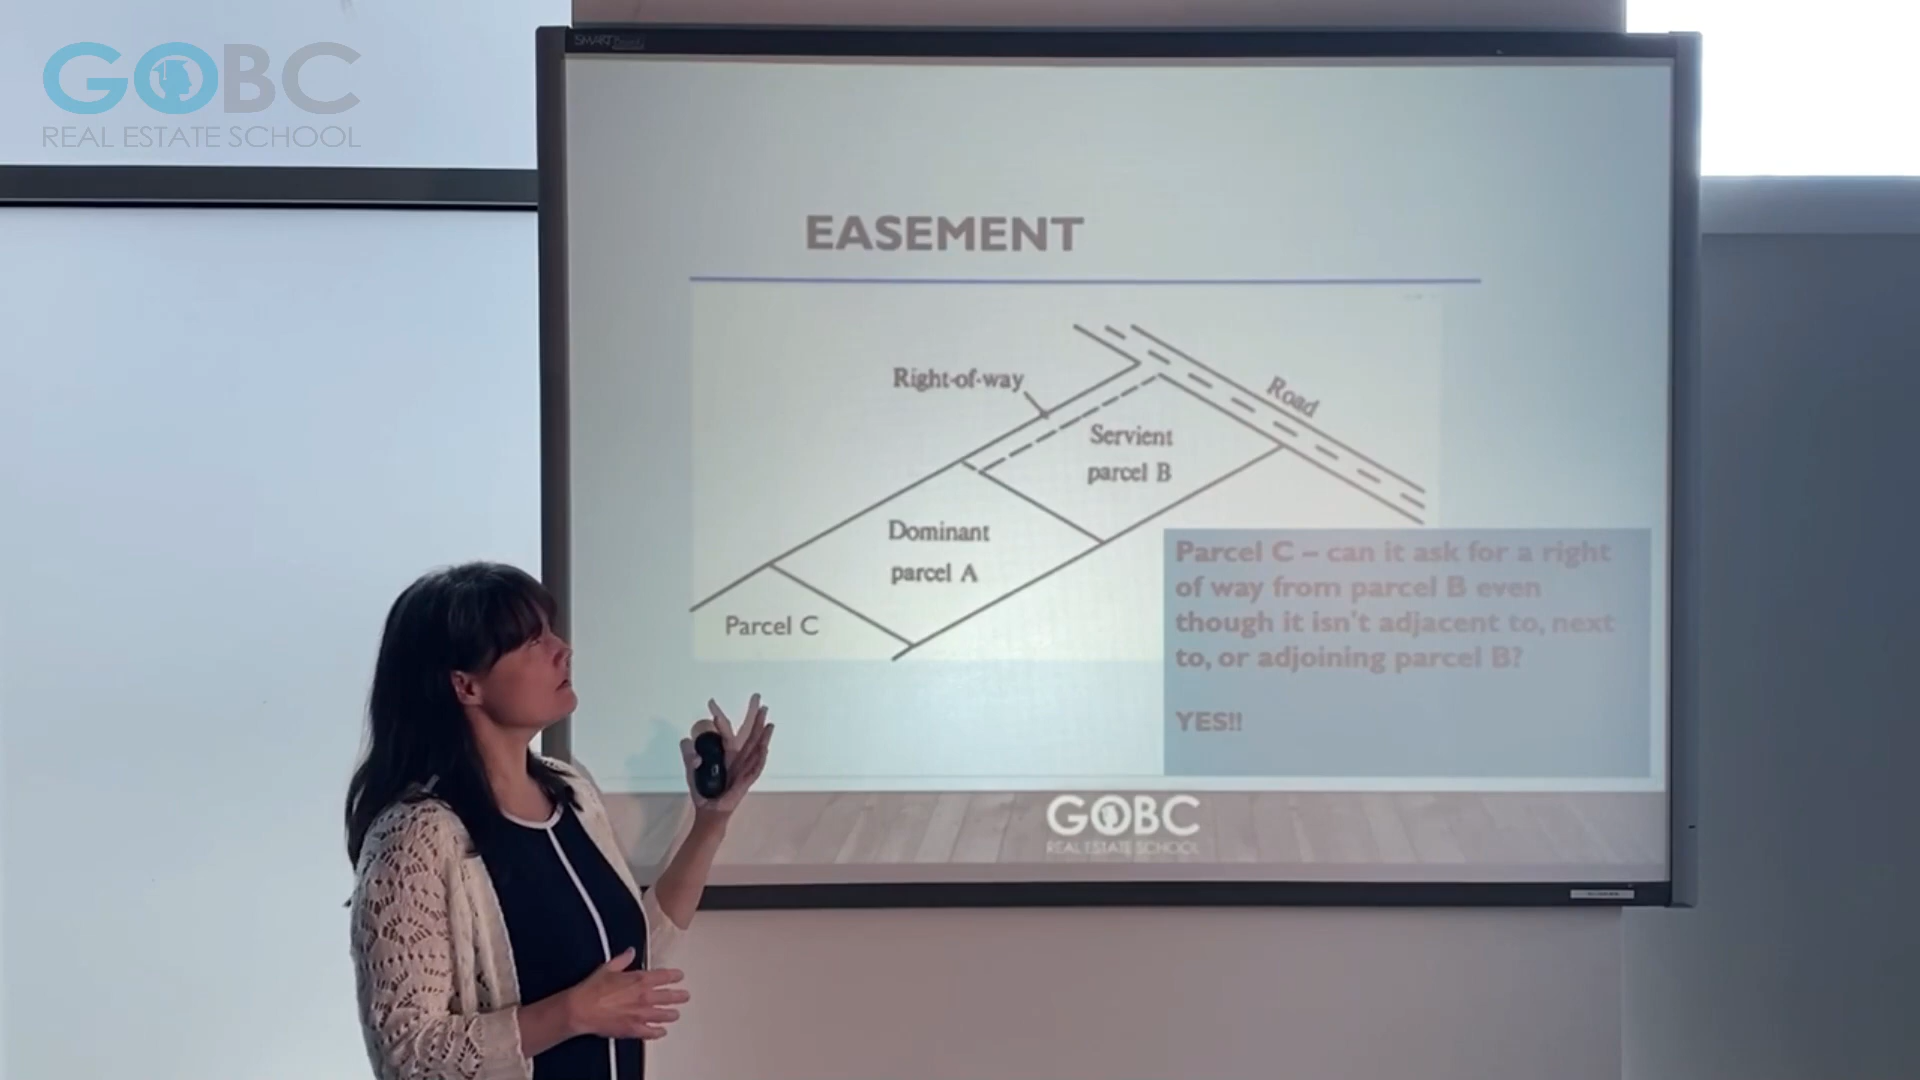 GOBC
REAL ESTATE SCHOOL
SMART
EASEMENT
Right-of-way
Road
Servient
parcel B
Dominant
parcel A
Parcel C
Parcel C – can it ask for a right
of way from parcel B even
though it isn't adjacent to, next
to, or adjoining parcel B?
YES!!
GOBC
REAL ESTATE SCHOOL